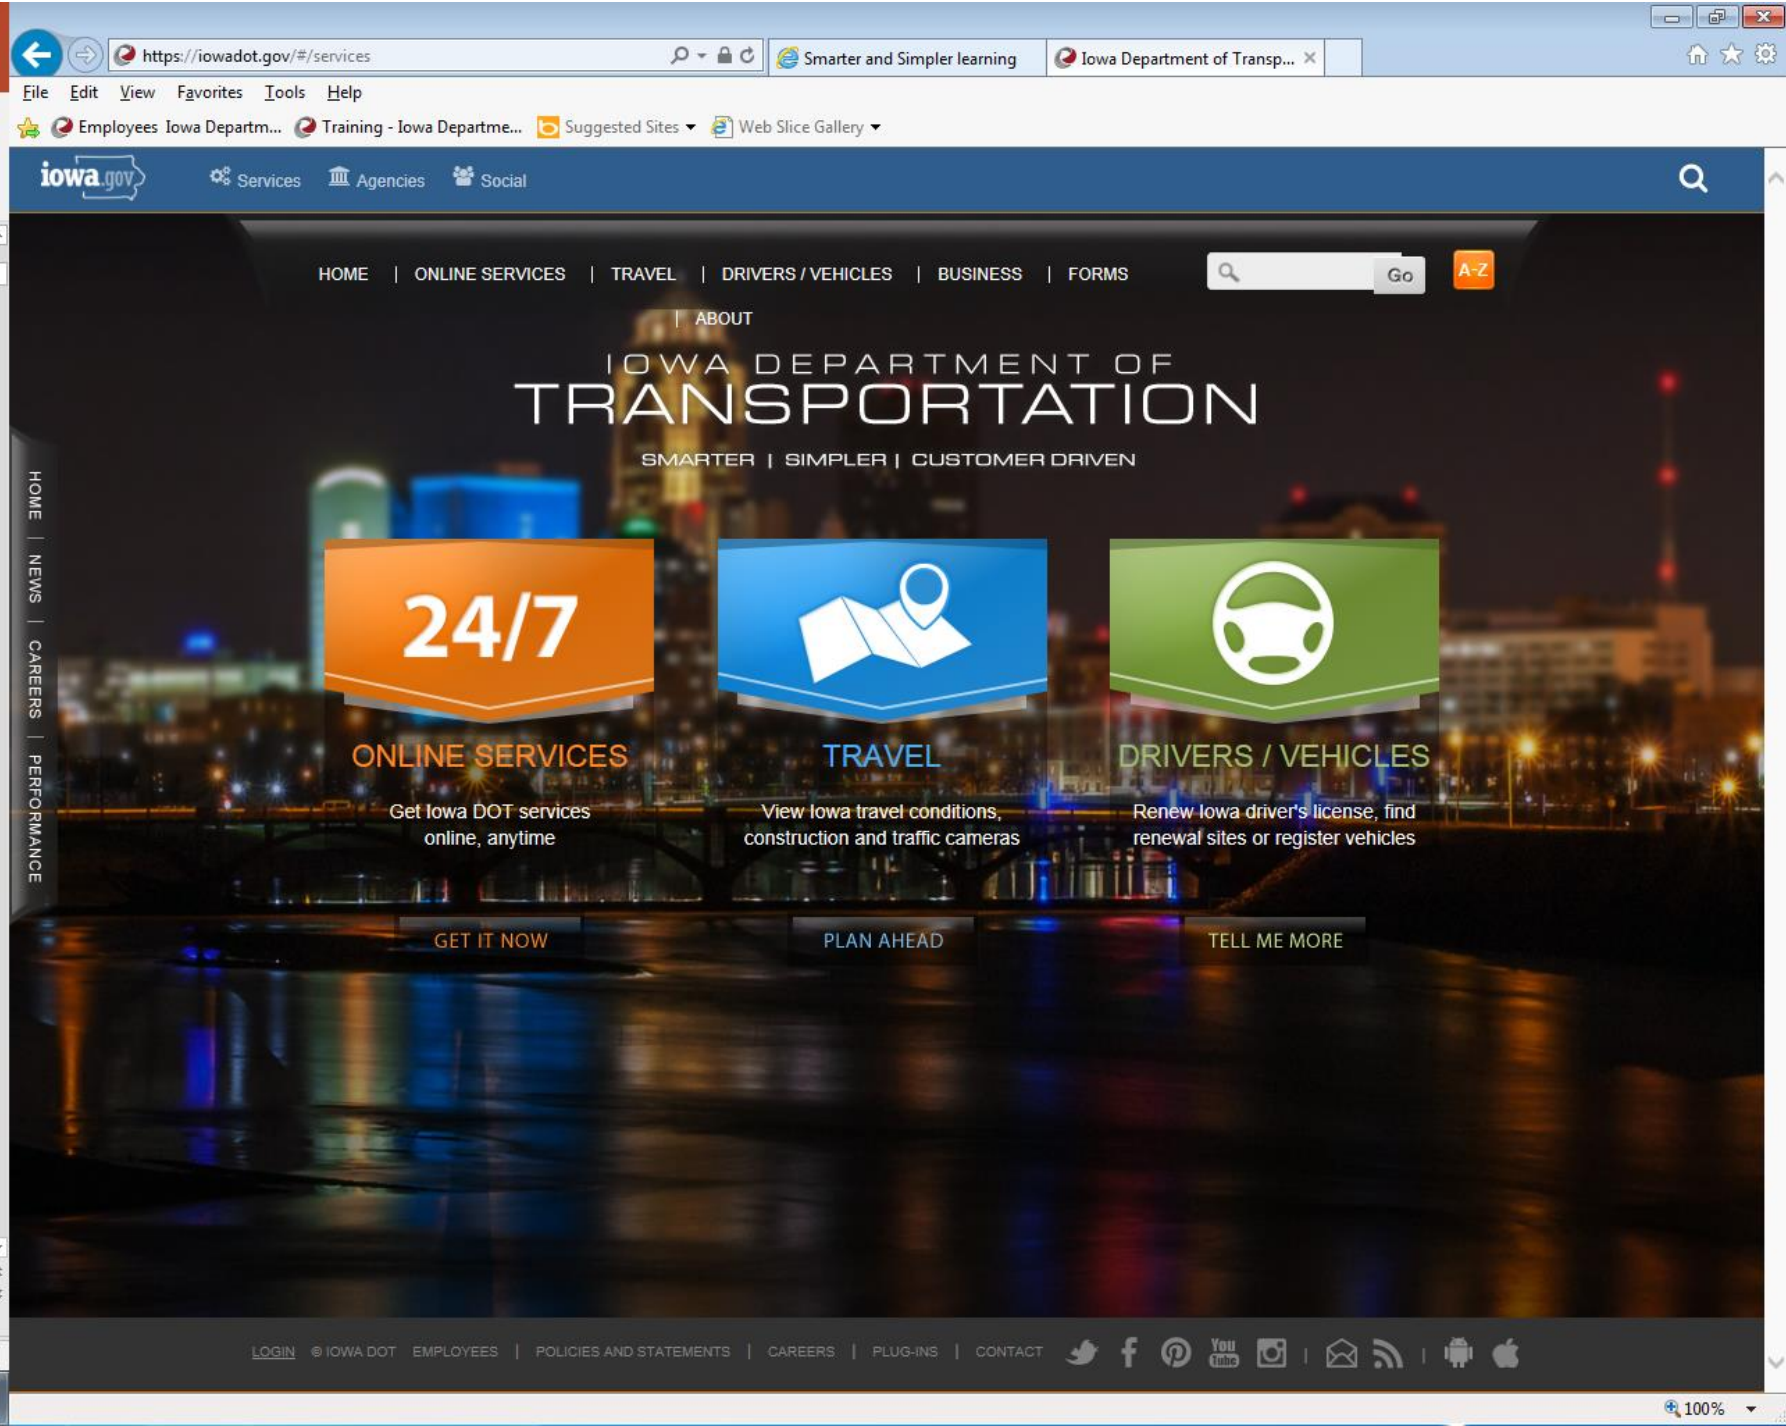 https://iowadot.gov/#/services
Smarter and Simpler learning
Iowa Department of Transp...
File Edit View Favorites Tools Help
Employees Iowa Departm... Training - Iowa Departme... Suggested Sites Web Slice Gallery
iowa.gov Services Agencies Social
HOME | ONLINE SERVICES | TRAVEL | DRIVERS / VEHICLES | BUSINESS | FORMS
Go
A-Z
| ABOUT
IOWA DEPARTMENT OF
TRANSPORTATION
SMARTER | SIMPLER | CUSTOMER DRIVEN
HOME | NEWS | CAREERS | PERFORMANCE
24/7
ONLINE SERVICES
Get Iowa DOT services
online, anytime
GET IT NOW
TRAVEL
View Iowa travel conditions,
construction and traffic cameras
PLAN AHEAD
DRIVERS / VEHICLES
Renew Iowa driver's license, find
renewal sites or register vehicles
TELL ME MORE
LOGIN © IOWA DOT EMPLOYEES | POLICIES AND STATEMENTS | CAREERS | PLUG-INS | CONTACT You Tube
100%